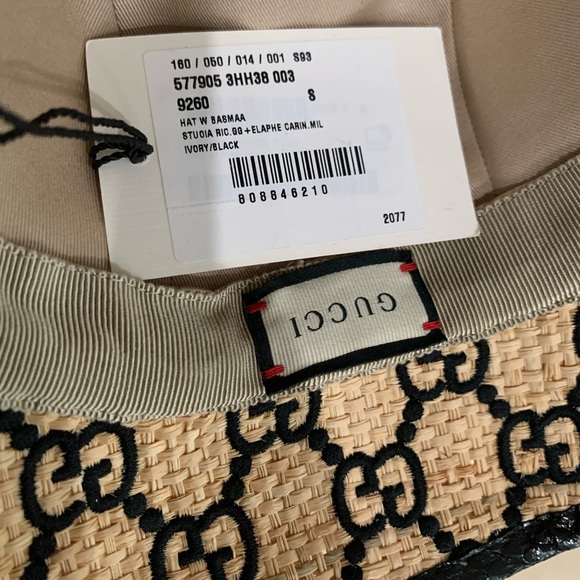 160 / 050 / 014 / 001 S93
577905 3HH38 003
9260 S
HAT W BASMAA
STUOIA RIC.GG+ELAPHE CARIN.MIL
IVORY/BLACK
808846210
2077
GUCCI